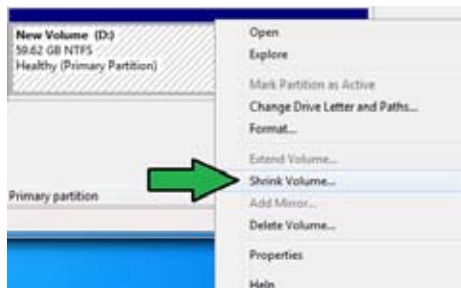 New Volume (D:)
59.62 GB NTFS
Healthy (Primary Partition)
Primary partition
Open
Explore
Mark Partition as Active
Change Drive Letter and Paths...
Format...
Extend Volume...
Shrink Volume...
Add Mirror...
Delete Volume...
Properties
Help